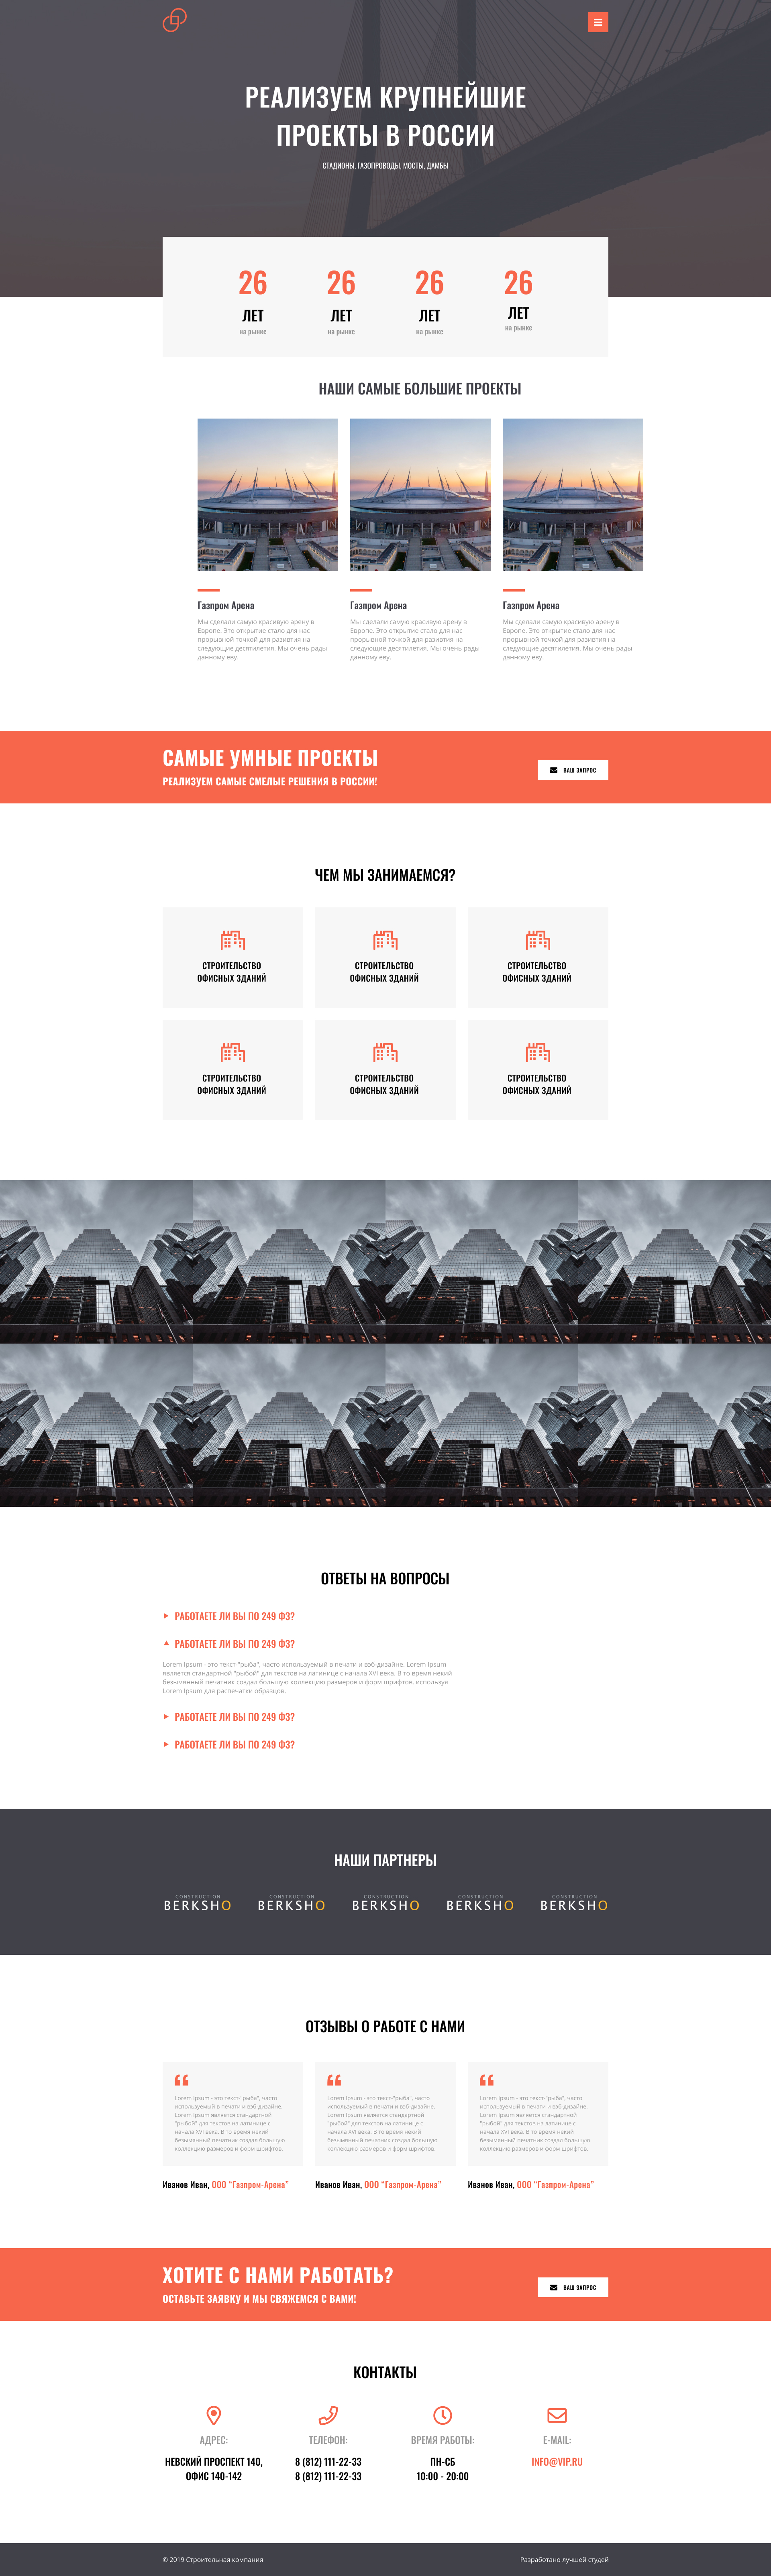 РЕАЛИЗУЕМ КРУПНЕЙШИЕ
ПРОЕКТЫ В РОССИИ
СТАДИОНЫ, ГАЗОПРОВОДЫ, МОСТЫ, ДАМБЫ
26 26 26 26
ЛЕТ ЛЕТ ЛЕТ ЛЕТ
на рынке на рынке на рынке на рынке
НАШИ САМЫЕ БОЛЬШИЕ ПРОЕКТЫ
Газпром Арена
Мы сделали самую красивую арену в
Европе. Это открытие стало для нас
прорывной точкой для развития на
следующие десятилетия. Мы очень рады
данному еву.
Газпром Арена
Мы сделали самую красивую арену в
Европе. Это открытие стало для нас
прорывной точкой для развития на
следующие десятилетия. Мы очень рады
данному еву.
Газпром Арена
Мы сделали самую красивую арену в
Европе. Это открытие стало для нас
прорывной точкой для развития на
следующие десятилетия. Мы очень рады
данному еву.
САМЫЕ УМНЫЕ ПРОЕКТЫ
РЕАЛИЗУЕМ САМЫЕ СМЕЛЫЕ РЕШЕНИЯ В РОССИИ!
ВАШ ЗАПРОС
ЧЕМ МЫ ЗАНИМАЕМСЯ?
СТРОИТЕЛЬСТВО
ОФИСНЫХ ЗДАНИЙ
СТРОИТЕЛЬСТВО
ОФИСНЫХ ЗДАНИЙ
СТРОИТЕЛЬСТВО
ОФИСНЫХ ЗДАНИЙ
СТРОИТЕЛЬСТВО
ОФИСНЫХ ЗДАНИЙ
СТРОИТЕЛЬСТВО
ОФИСНЫХ ЗДАНИЙ
СТРОИТЕЛЬСТВО
ОФИСНЫХ ЗДАНИЙ
ОТВЕТЫ НА ВОПРОСЫ
РАБОТАЕТЕ ЛИ ВЫ ПО 249 ФЗ?
РАБОТАЕТЕ ЛИ ВЫ ПО 249 ФЗ?
Lorem Ipsum - это текст-"рыба", часто используемый в печати и вэб-дизайне. Lorem Ipsum
является стандартной "рыбой" для текстов на латинице с начала XVI века. В то время некий
безымянный печатник создал большую коллекцию размеров и форм шрифтов, используя
Lorem Ipsum для распечатки образцов.
РАБОТАЕТЕ ЛИ ВЫ ПО 249 ФЗ?
РАБОТАЕТЕ ЛИ ВЫ ПО 249 ФЗ?
НАШИ ПАРТНЕРЫ
CONSTRUCTION
BERKSHO
CONSTRUCTION
BERKSHO
CONSTRUCTION
BERKSHO
CONSTRUCTION
BERKSHO
CONSTRUCTION
BERKSHO
ОТЗЫВЫ О РАБОТЕ С НАМИ
Lorem Ipsum - это текст-"рыба", часто
используемый в печати и вэб-дизайне.
Lorem Ipsum является стандартной
"рыбой" для текстов на латинице с
начала XVI века. В то время некий
безымянный печатник создал большую
коллекцию размеров и форм шрифтов.
Иванов Иван, ООО "Газпром-Арена"
Lorem Ipsum - это текст-"рыба", часто
используемый в печати и вэб-дизайне.
Lorem Ipsum является стандартной
"рыбой" для текстов на латинице с
начала XVI века. В то время некий
безымянный печатник создал большую
коллекцию размеров и форм шрифтов.
Иванов Иван, ООО "Газпром-Арена"
Lorem Ipsum - это текст-"рыба", часто
используемый в печати и вэб-дизайне.
Lorem Ipsum является стандартной
"рыбой" для текстов на латинице с
начала XVI века. В то время некий
безымянный печатник создал большую
коллекцию размеров и форм шрифтов.
Иванов Иван, ООО "Газпром-Арена"
ХОТИТЕ С НАМИ РАБОТАТЬ?
ОСТАВЬТЕ ЗАЯВКУ И МЫ СВЯЖЕМСЯ С ВАМИ!
ВАШ ЗАПРОС
КОНТАКТЫ
АДРЕС:
НЕВСКИЙ ПРОСПЕКТ 140,
ОФИС 140-142
ТЕЛЕФОН:
8 (812) 111-22-33
8 (812) 111-22-33
ВРЕМЯ РАБОТЫ:
ПН-СБ
10:00 - 20:00
E-MAIL:
INFO@VIP.RU
© 2019 Строительная компания
Разработано лучшей студей